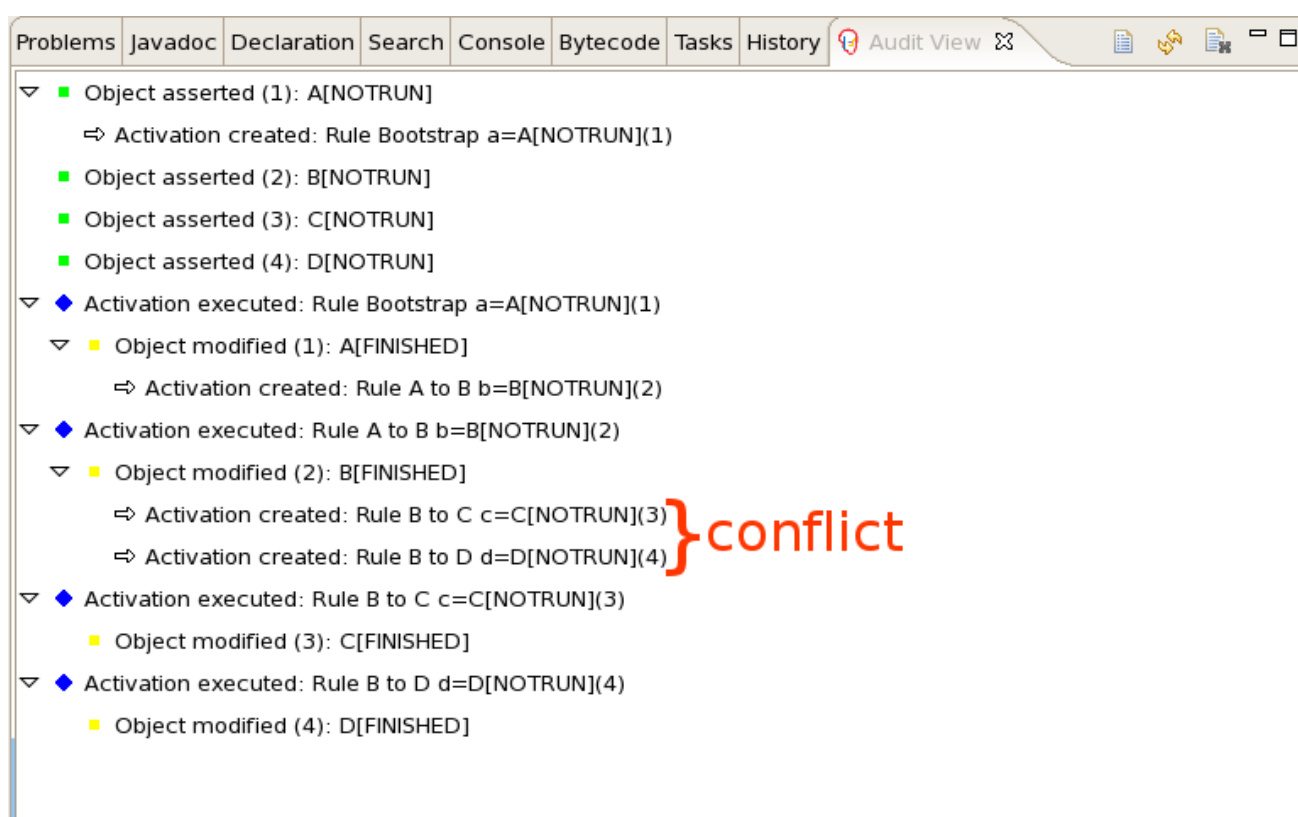 Problems Javadoc Declaration Search Console Bytecode Tasks History Audit View
Object asserted (1): A[NOTRUN]
Activation created: Rule Bootstrap a=A[NOTRUN](1)
Object asserted (2): B[NOTRUN]
Object asserted (3): C[NOTRUN]
Object asserted (4): D[NOTRUN]
Activation executed: Rule Bootstrap a=A[NOTRUN](1)
Object modified (1): A[FINISHED]
Activation created: Rule A to B b=B[NOTRUN](2)
Activation executed: Rule A to B b=B[NOTRUN](2)
Object modified (2): B[FINISHED]
Activation created: Rule B to C c=C[NOTRUN](3)
Activation created: Rule B to D d=D[NOTRUN](4)
} conflict
Activation executed: Rule B to C c=C[NOTRUN](3)
Object modified (3): C[FINISHED]
Activation executed: Rule B to D d=D[NOTRUN](4)
Object modified (4): D[FINISHED]